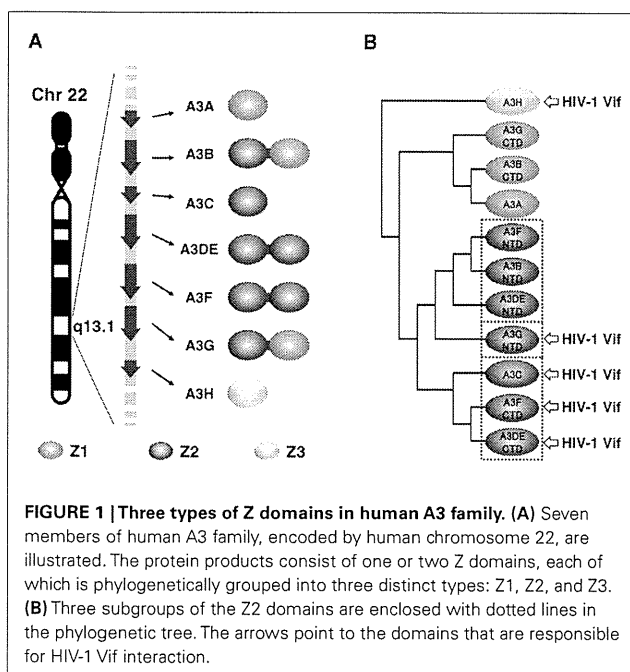 A
B
Chr 22
q13.1
A3A
A3B
A3C
A3DE
A3F
A3G
A3H
Z1 Z2 Z3
A3H HIV-1 Vif
A3G
CTD
A3B
CTD
A3A
A3F
NTD
A3B
NTD
A3DE
NTD
A3G
NTD
HIV-1 Vif
A3C HIV-1 Vif
A3F
CTD
HIV-1 Vif
A3DE
CTD
HIV-1 Vif
FIGURE 1 | Three types of Z domains in human A3 family. (A) Seven
members of human A3 family, encoded by human chromosome 22, are
illustrated. The protein products consist of one or two Z domains, each of
which is phylogenetically grouped into three distinct types: Z1, Z2, and Z3.
(B) Three subgroups of the Z2 domains are enclosed with dotted lines in
the phylogenetic tree. The arrows point to the domains that are responsible
for HIV-1 Vif interaction.